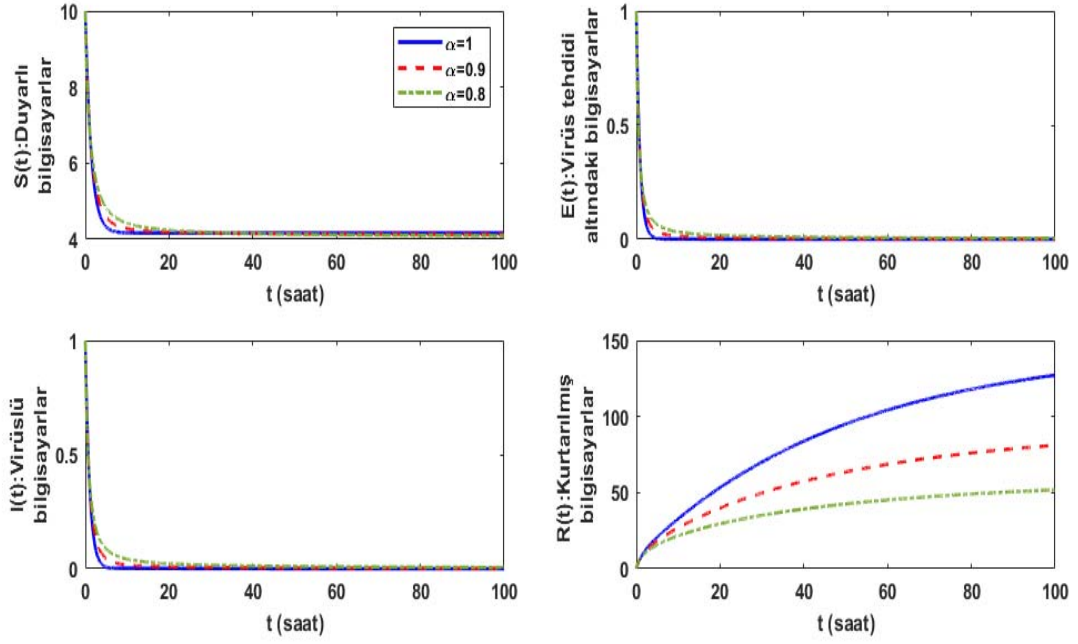 S(t):Duyarlı
bilgisayarlar
10
8
6
4
0
20
40
60
80
100
t (saat)
α=1
α=0.9
α=0.8
E(t):Virüs tehdidi
altındaki bilgisayarlar
1
0.5
0
0
20
40
60
80
100
t (saat)
I(t):Virüslü
bilgisayarlar
1
0.5
0
0
20
40
60
80
100
t (saat)
R(t):Kurtarılmış
bilgisayarlar
150
100
50
0
0
20
40
60
80
100
t (saat)